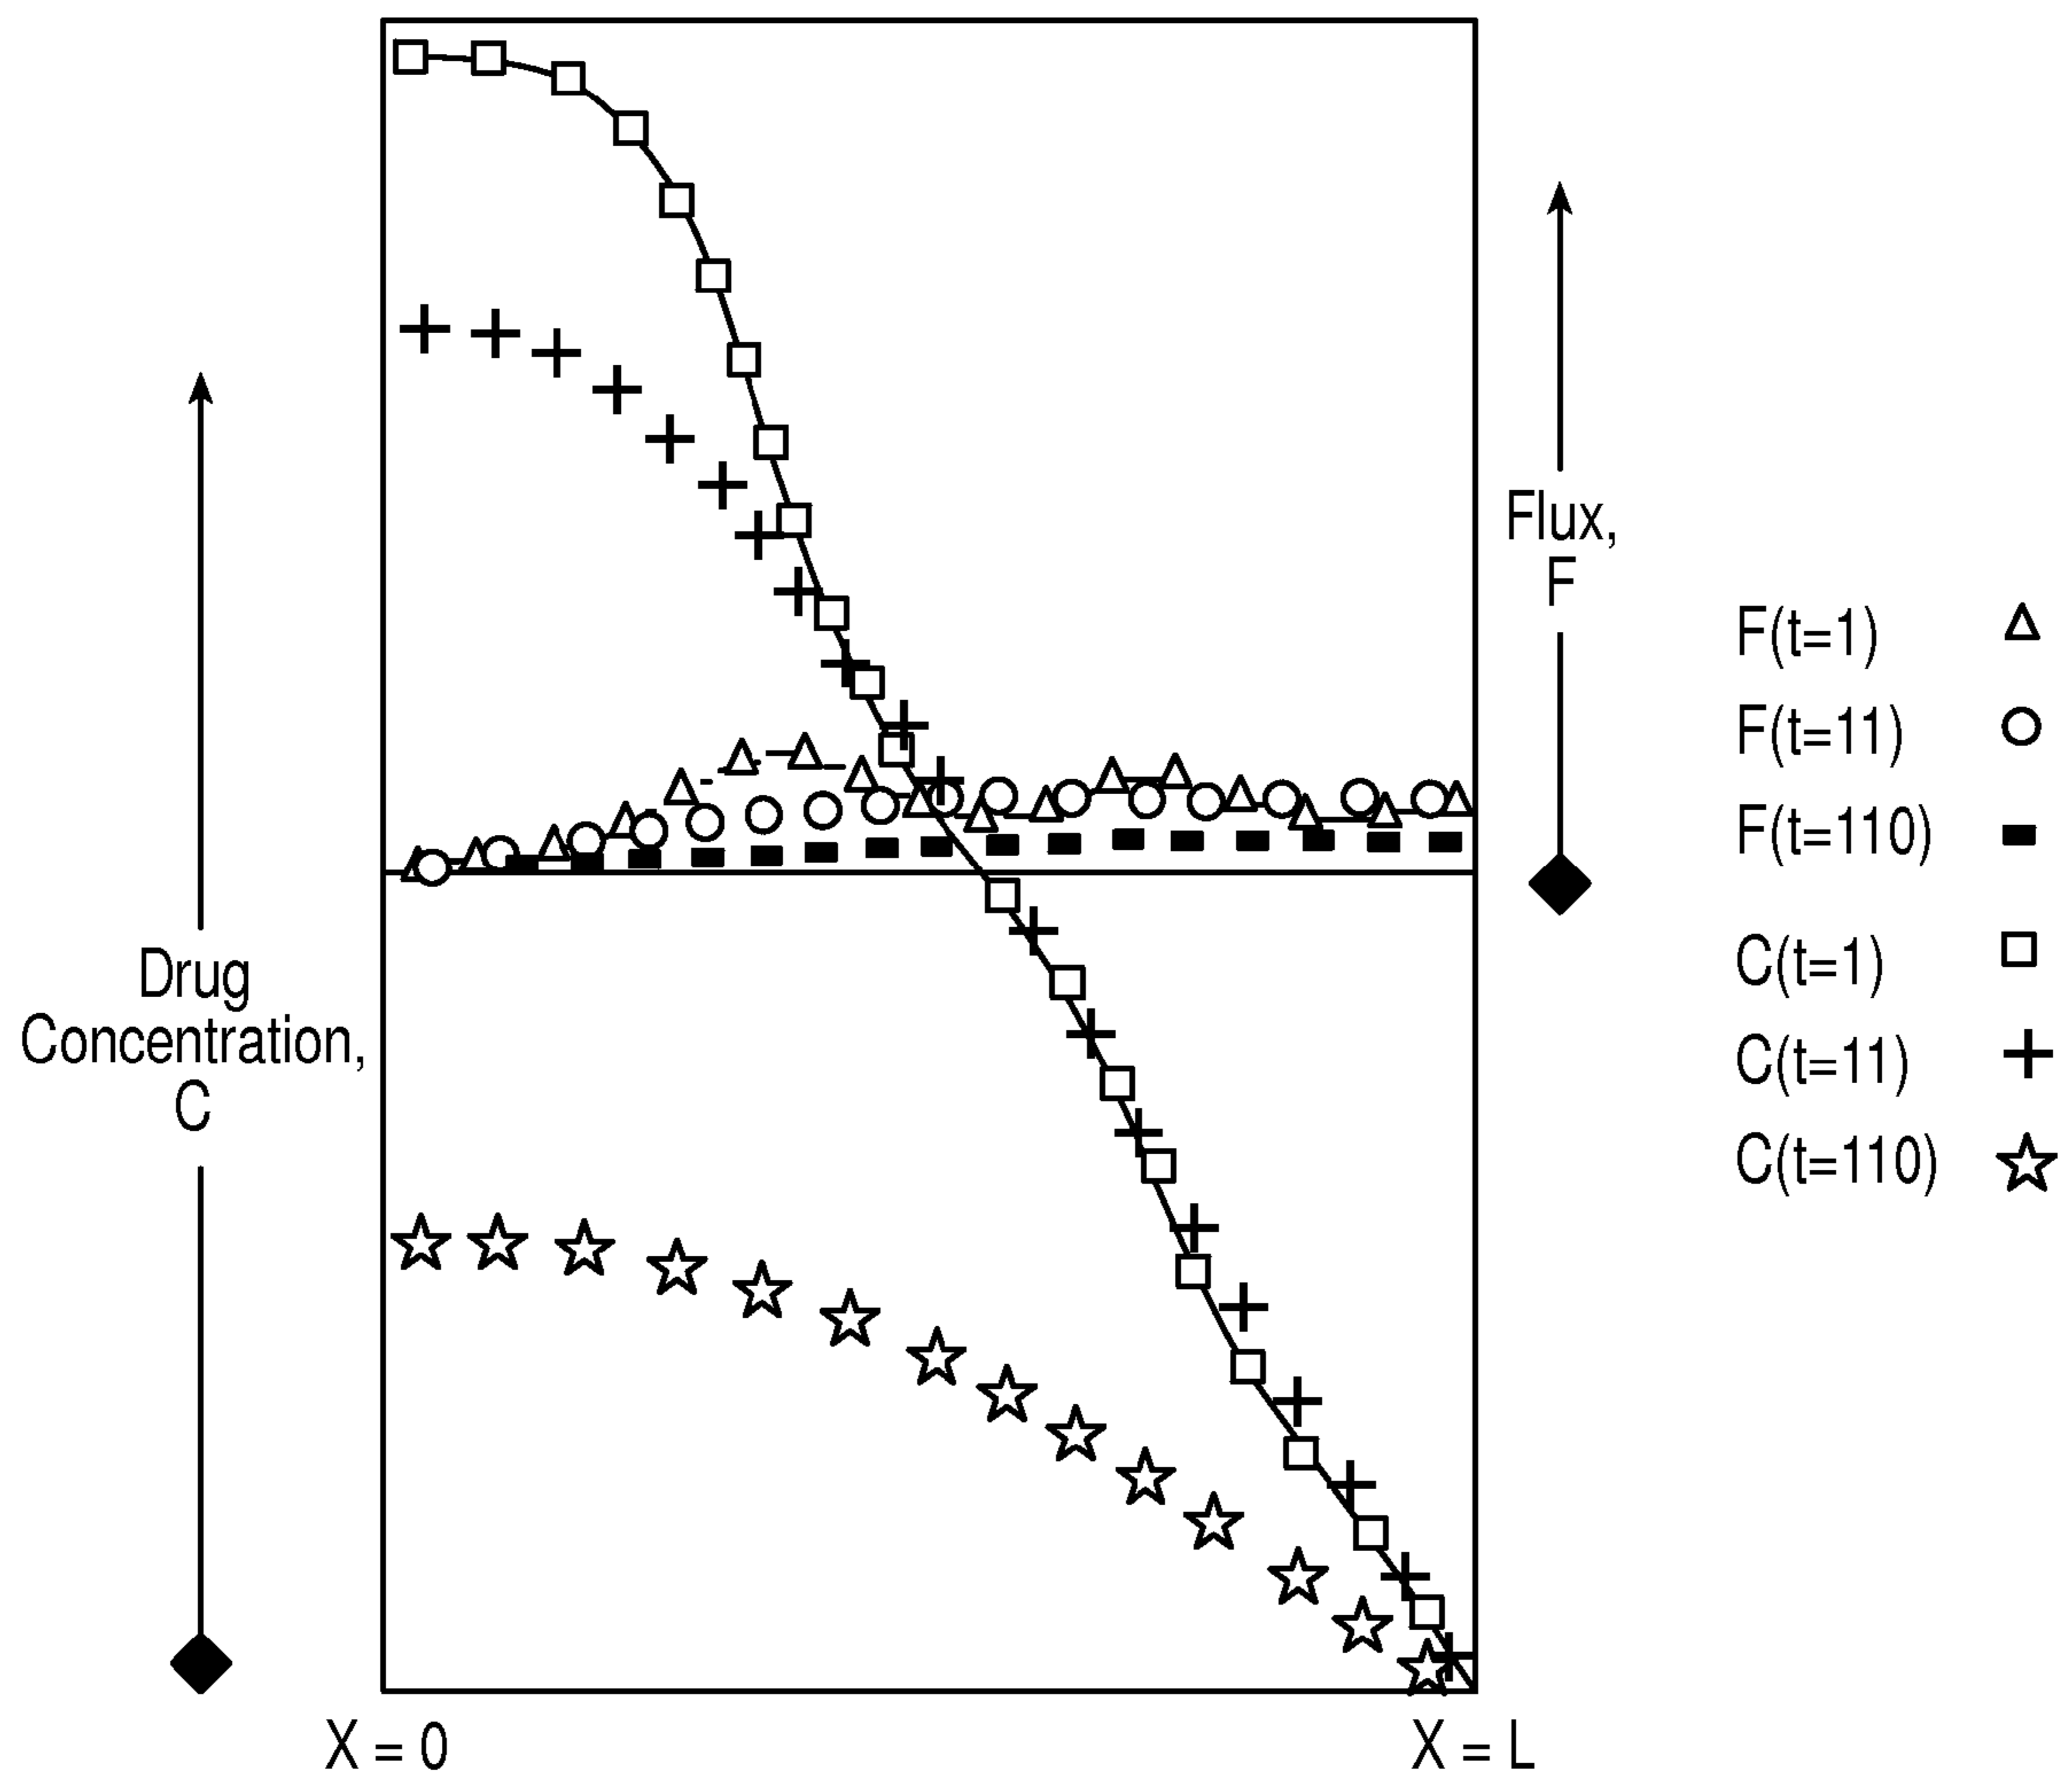 Drug
Concentration,
C
Flux,
F
F(t=1)
F(t=11)
F(t=110)
C(t=1)
C(t=11)
C(t=110)
X = 0
X = L